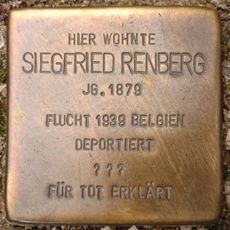 HIER WOHNTE
SIEGFRIED RENBERG
JG. 1879
FLUCHT 1939 BELGIEN
DEPORTIERT
? ? ?
FÜR TOT ERKLÄRT